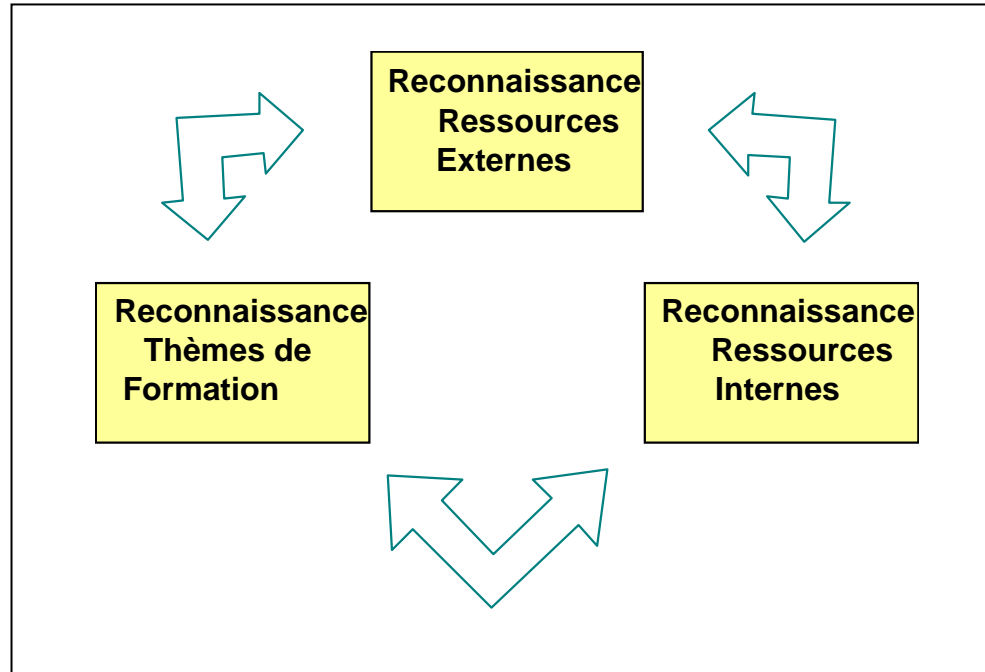 Reconnaissance
Ressources
Externes
Reconnaissance
Thèmes de
Formation
Reconnaissance
Ressources
Internes